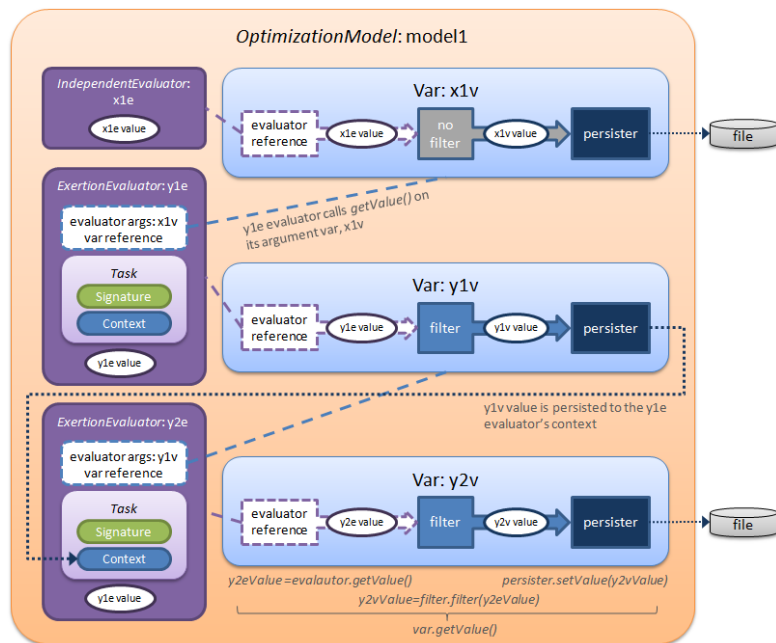 OptimizationModel: model1
IndependentEvaluator:
x1e
x1e value
Var: x1v
evaluator
reference
x1e value
no
filter
x1v value
persister
file
ExertionEvaluator: y1e
evaluator args: x1v
var reference
Task
Signature
Context
y1e value
y1e evaluator calls getValue() on
its argument var, x1v
Var: y1v
evaluator
reference
y1e value
filter
y1v value
persister
y1v value is persisted to the y1e
evaluator's context
ExertionEvaluator: y2e
evaluator args: y1v
var reference
Task
Signature
Context
y1e value
Var: y2v
evaluator
reference
y2e value
filter
y2v value
persister
file
y2eValue=evalautor.getValue()
persister.setValue(y2vValue)
y2vValue=filter.filter(y2eValue)
var.getValue()